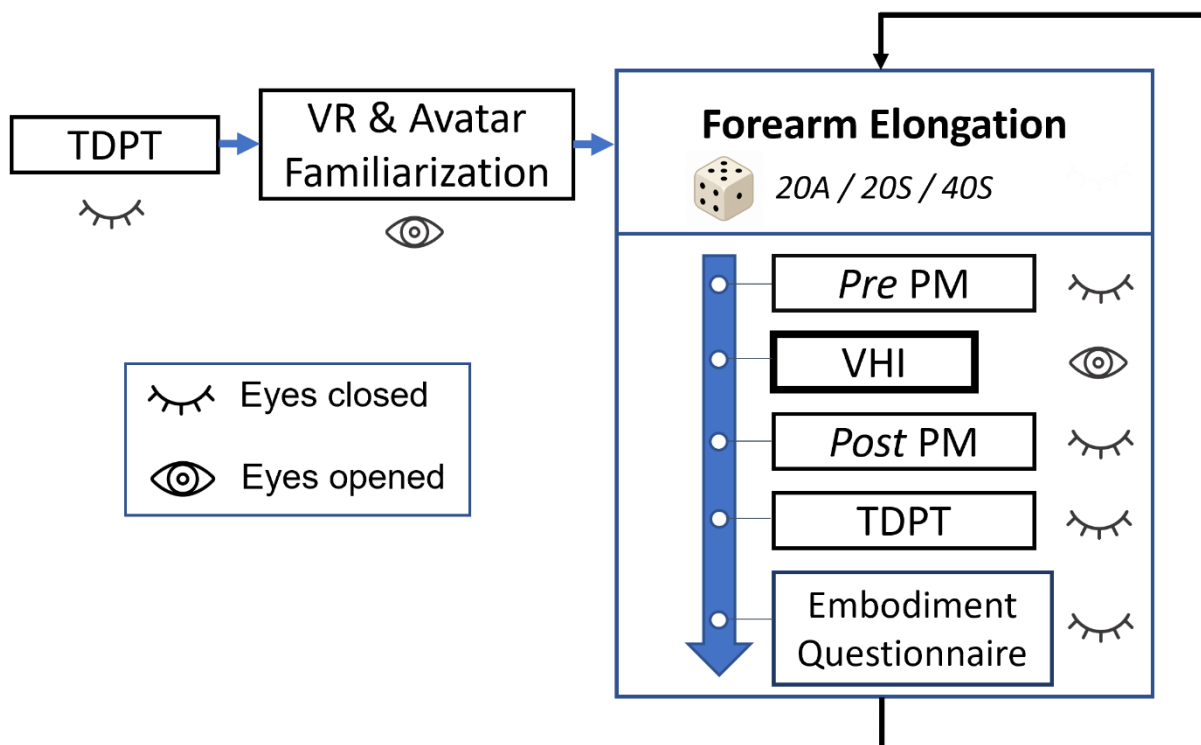 TDPT
VR & Avatar
Familiarization
Forearm Elongation
20A / 20S / 40S
Pre PM
VHI
Post PM
TDPT
Embodiment
Questionnaire
Eyes closed
Eyes opened